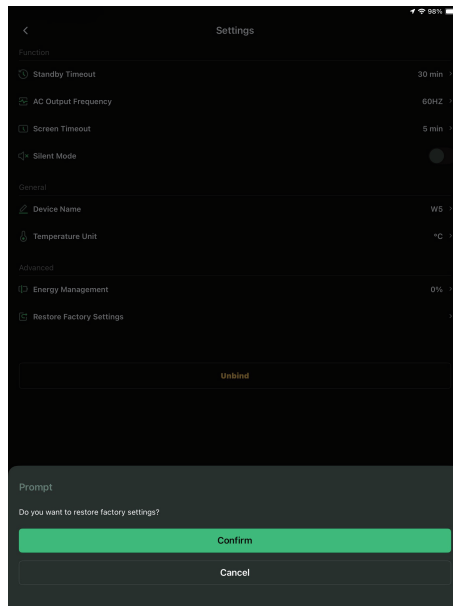 98%
Settings
Function
Standby Timeout 30 min
AC Output Frequency 60HZ
Screen Timeout 5 min
Silent Mode
General
Device Name W5
Temperature Unit °C
Advanced
Energy Management 0%
Restore Factory Settings
Unbind
Prompt
Do you want to restore factory settings?
Confirm
Cancel